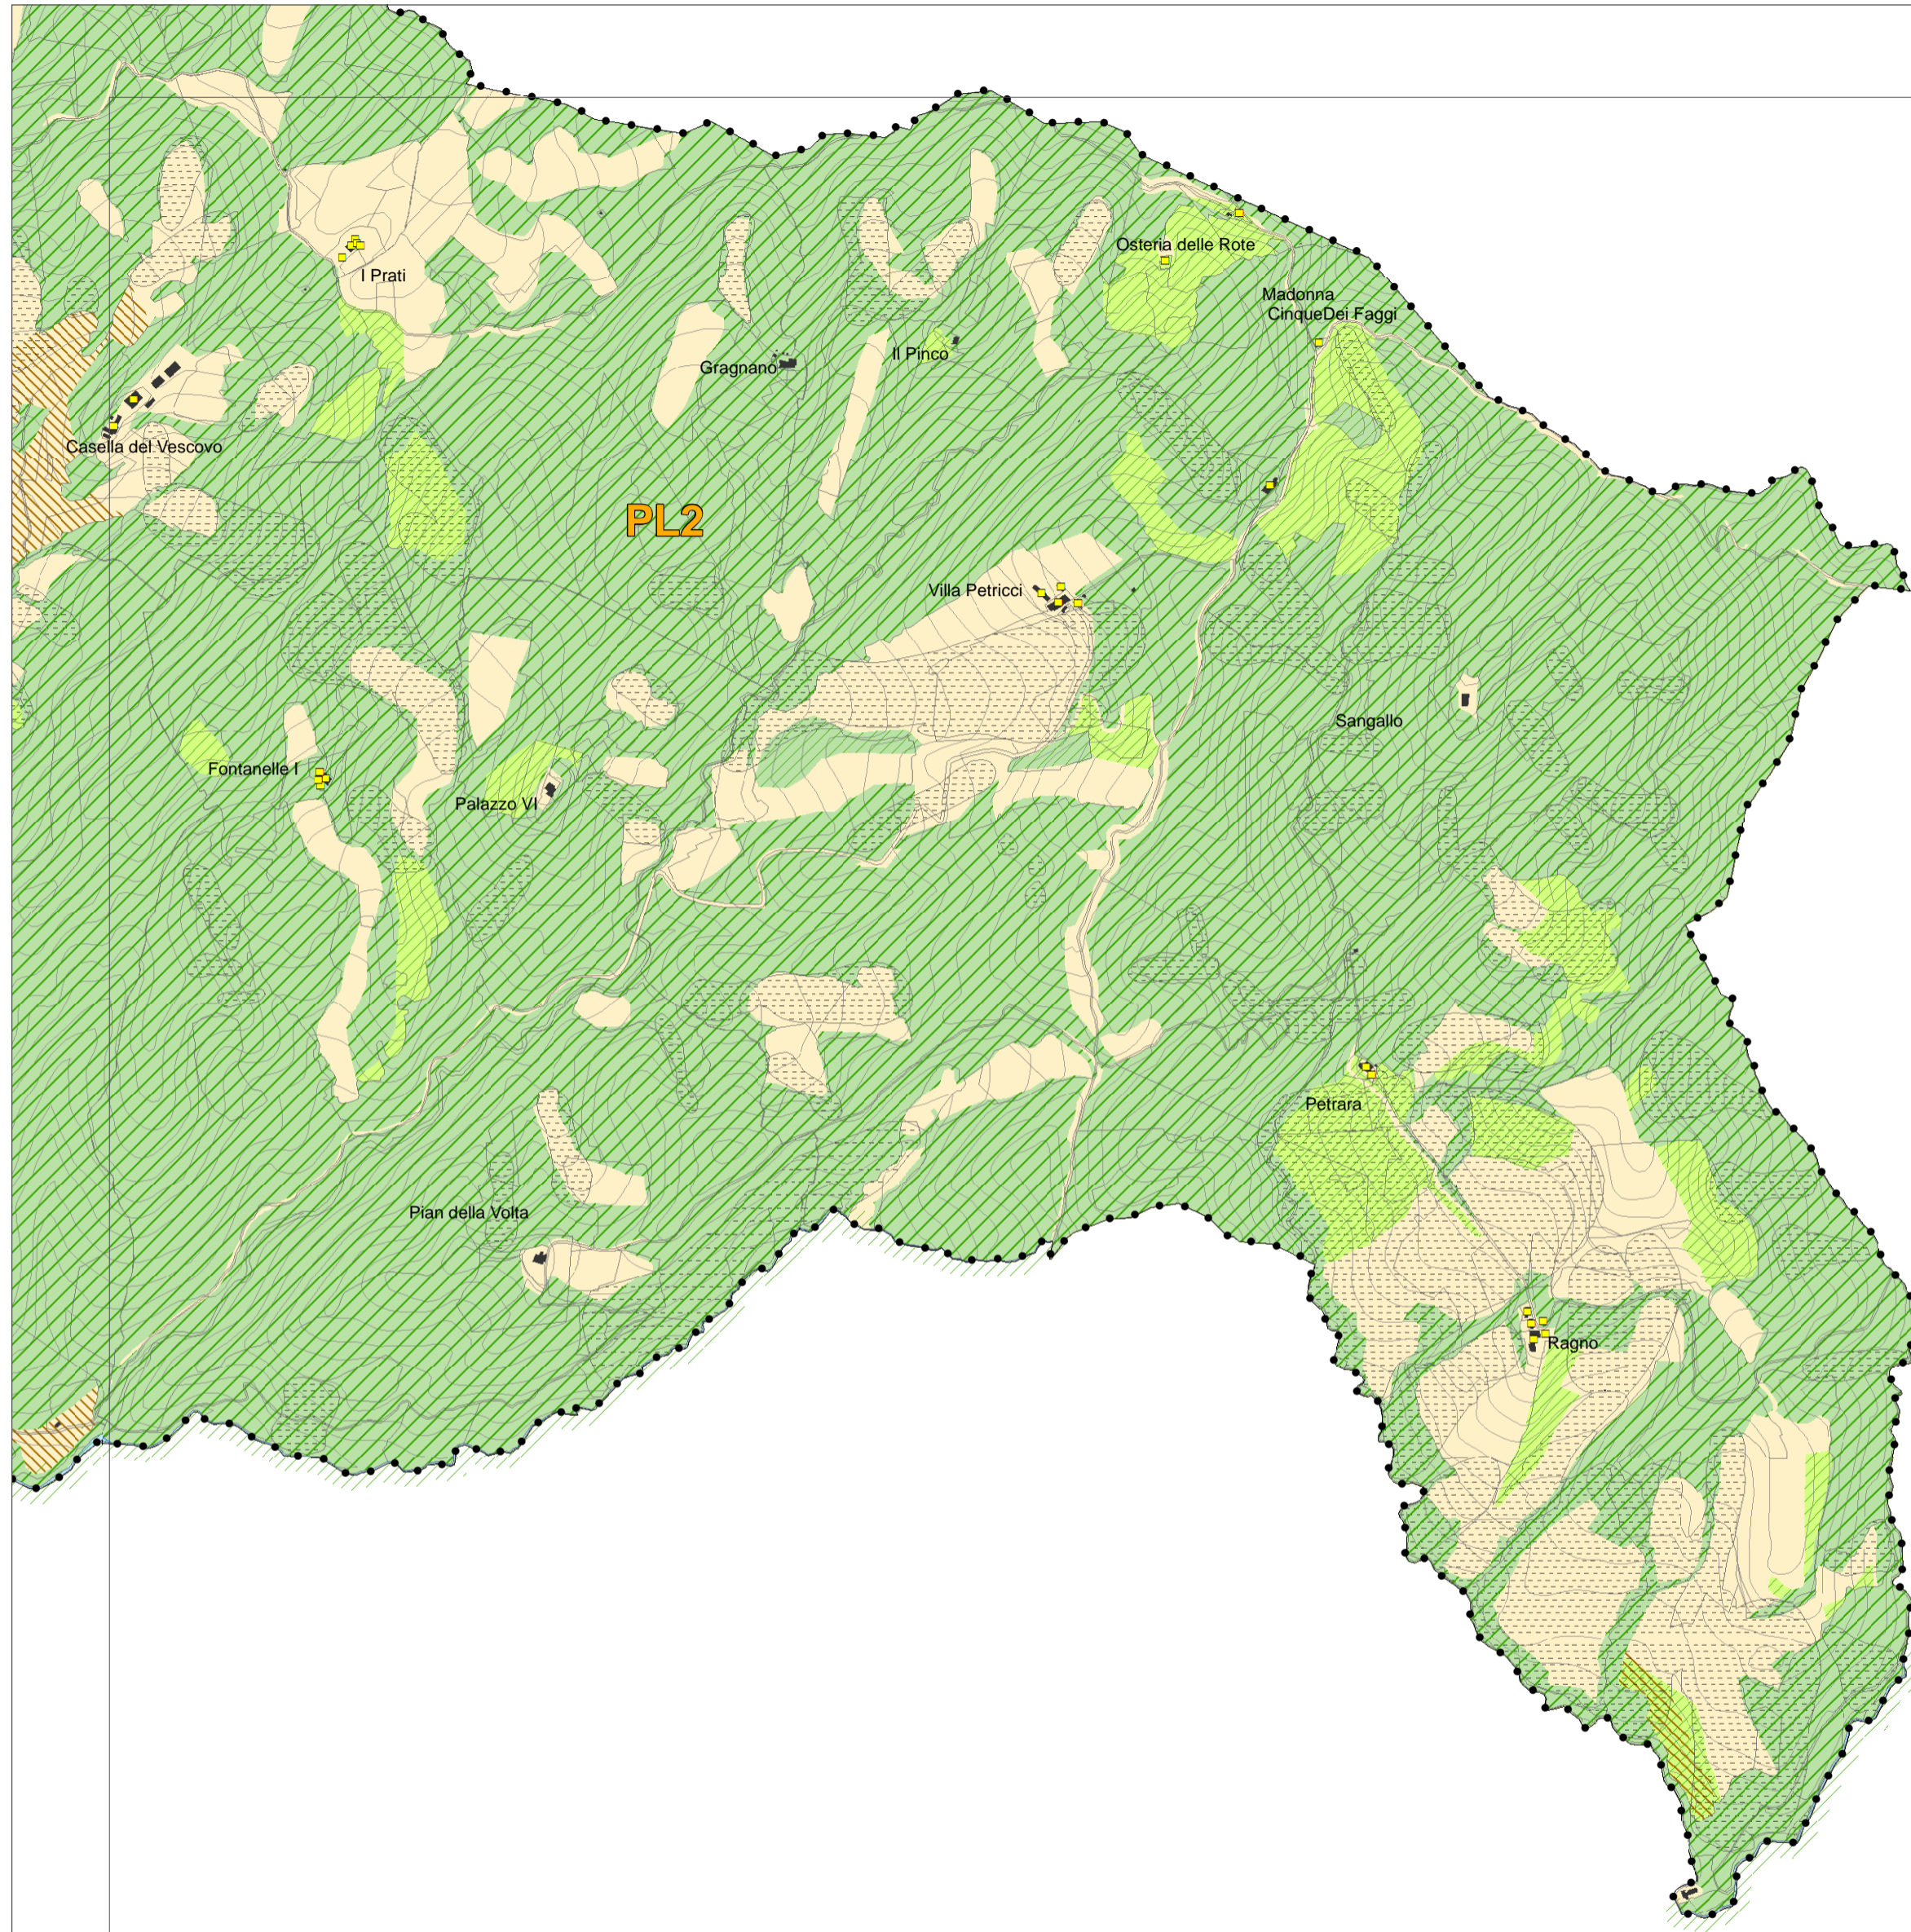 Osteria delle Rote
I Prati
Madonna
CinqueDei Faggi
Il Pinco
Gragnano
Casella del Vescovo
PL2
Villa Petricci
Sangallo
Fontanelle I
Palazzo VI
Petrara
Pian della Volta
Ragno